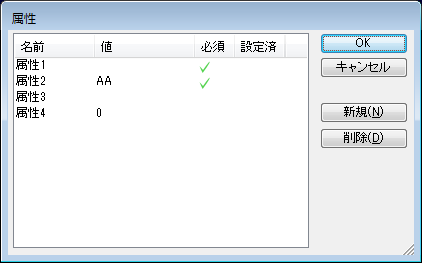 属性
名前 値 必須 設定済
属性1
属性2 AA
属性3
属性4 0
OK
キャンセル
新規(N)
削除(D)